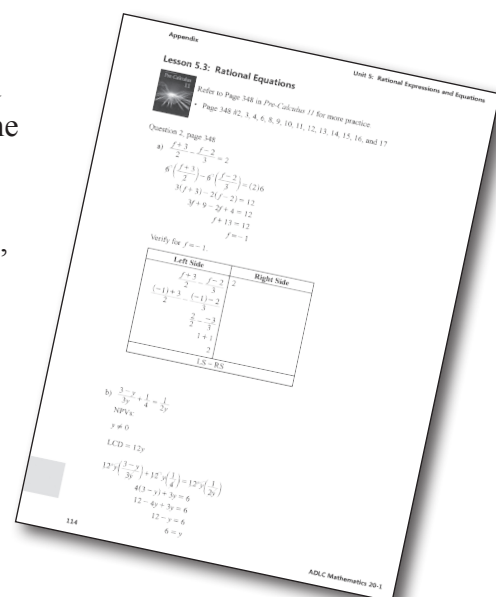 ne
,
Appendix
Unit 5: Rational Expressions and Equations
Lesson 5.3: Rational Equations
Pre-Calculus 11
Refer to Page 348 in Pre-Calculus 11 for more practice.
• Page 348 #2, 3, 4, 6, 8, 9, 10, 11, 12, 13, 14, 15, 16, and 17
Question 2, page 348
a) (f+3)/2 − (f−2)/3 = 2
6((f+3)/2) − 6((f−2)/3) = (2)6
3(f+3) − 2(f−2) = 12
3f + 9 − 2f + 4 = 12
f + 13 = 12
f = −1
Verify for f = −1.
Left Side Right Side
(f+3)/2 − (f−2)/3 2
((−1)+3)/2 − ((−1)−2)/3
2/2 − (−3)/3
1 + 1
2
LS = RS
b) (3−y)/3y + 1/4 = 1/2y
NPVs:
y ≠ 0
LCD = 12y
12y((3−y)/3y) + 12y(1/4) = 12y(1/2y)
4(3 − y) + 3y = 6
12 − 4y + 3y = 6
12 − y = 6
6 = y
114
ADLC Mathematics 20-1